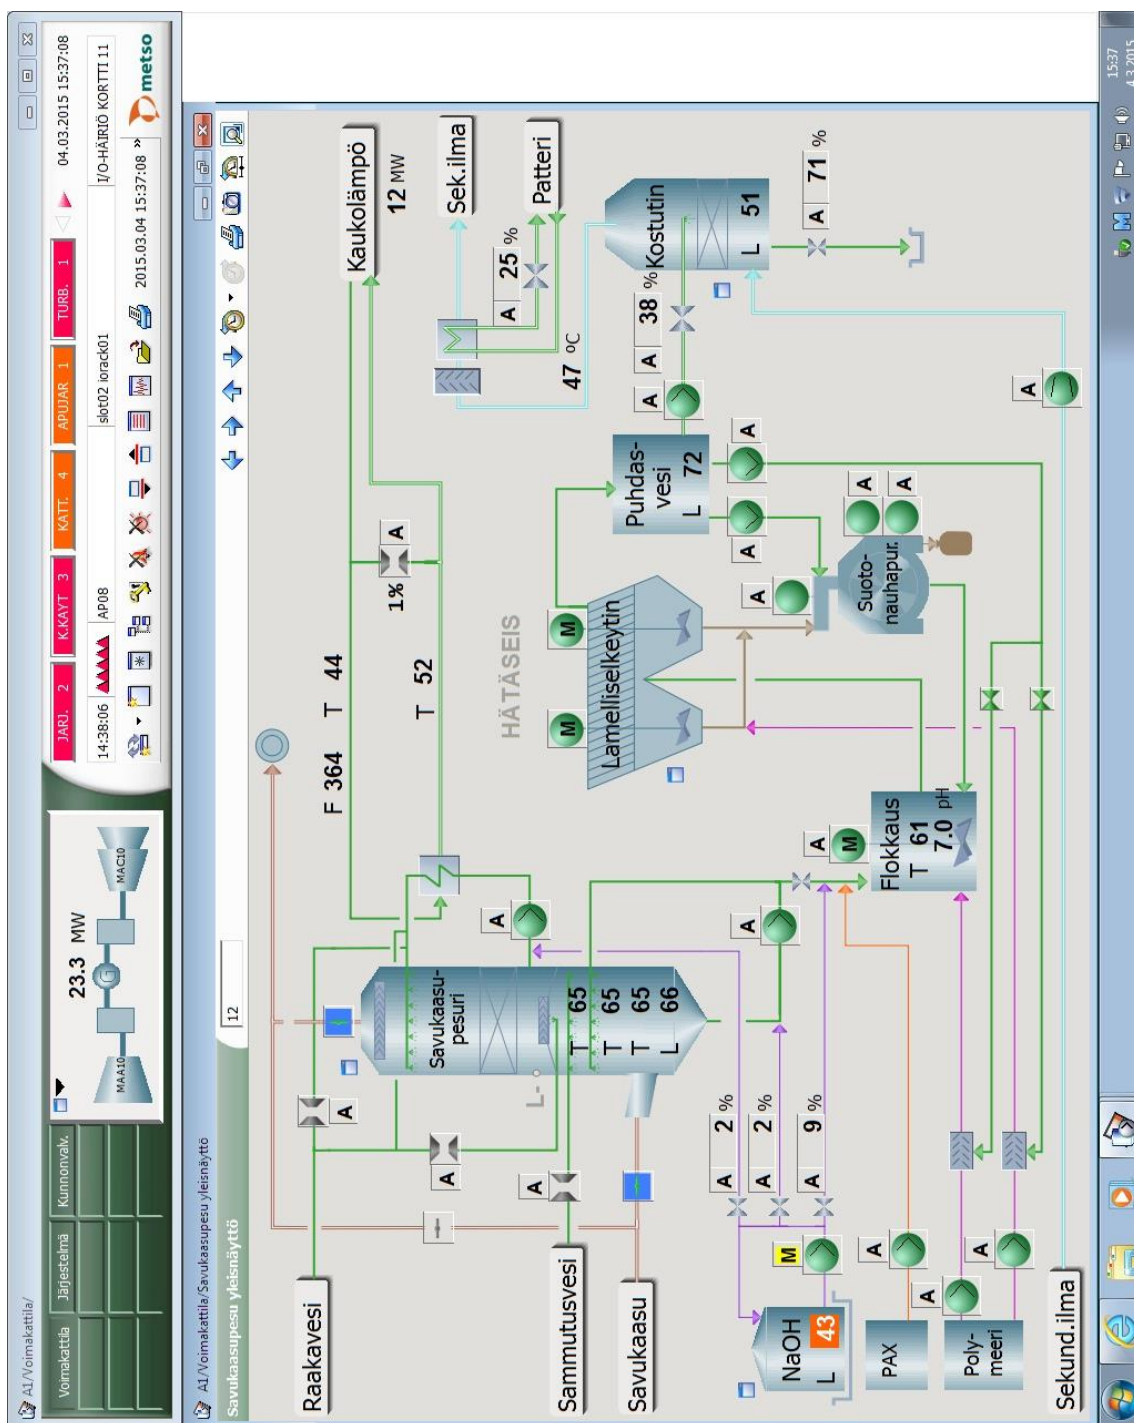 A1/Voimakattila/
Voimakattila Järjestelmä Kunnonvalv.
23.3 MW
MAA10 G MAC10
JARJ. 2 K.KAYT 3 KATT. 4 APUJAR 1 TURB. 1 04.03.2015 15:37:08
14:38:06 AP08 slot02 iorack01 I/O-HÄIRIÖ KORTTI 11
2015.03.04 15:37:08 »
metso
A1/Voimakattila/Savukaasupesu yleisnäyttö
Savukaasupesu yleisnäyttö 12
Raakavesi
A
A
Sammutusvesi
A
Savukaasu
Savukaasu-
pesuri
L-
T 65
T 65
T 65
L 66
A
A
F 364 T 44
T 52
1%
A
Kaukolämpö
12 MW
Sek.ilma
Patteri
A 25 %
47 ºC
HÄTÄSEIS
M M
Lamelliselkeytin
Puhdas-
vesi
L 72
A
A 38 %
Kostutin
L 51
A 71 %
A A
A
Suoto-
nauhapur.
A
A
A
M
Flokkaus
T 61
7.0 pH
A 2 %
A 2 %
A 9 %
M
NaOH
L 43
A
PAX
A
A
Poly-
meeri
Sekund.ilma
A
15:37
4.3.2015